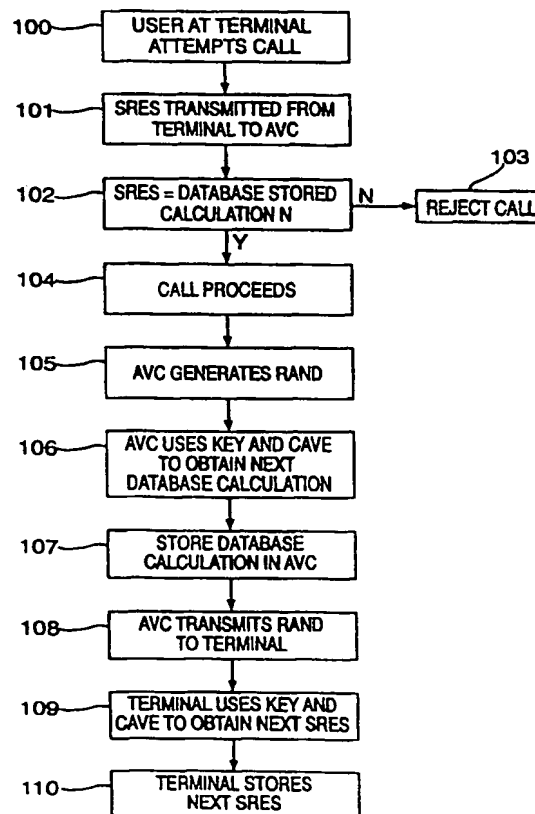 100
USER AT TERMINAL
ATTEMPTS CALL
101
SRES TRANSMITTED FROM
TERMINAL TO AVC
102
SRES = DATABASE STORED
CALCULATION N
N
103
REJECT CALL
Y
104
CALL PROCEEDS
105
AVC GENERATES RAND
106
AVC USES KEY AND CAVE
TO OBTAIN NEXT
DATABASE CALCULATION
107
STORE DATABASE
CALCULATION IN AVC
108
AVC TRANSMITS RAND
TO TERMINAL
109
TERMINAL USES KEY AND
CAVE TO OBTAIN NEXT SRES
110
TERMINAL STORES
NEXT SRES